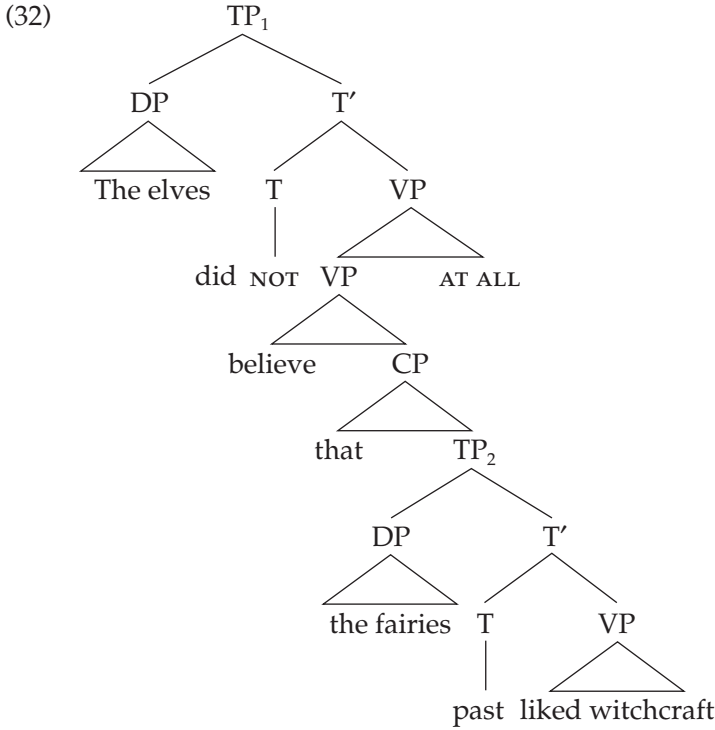 (32) TP₁
DP T′
The elves T VP
did NOT VP AT ALL
believe CP
that TP₂
DP T′
the fairies T VP
past liked witchcraft